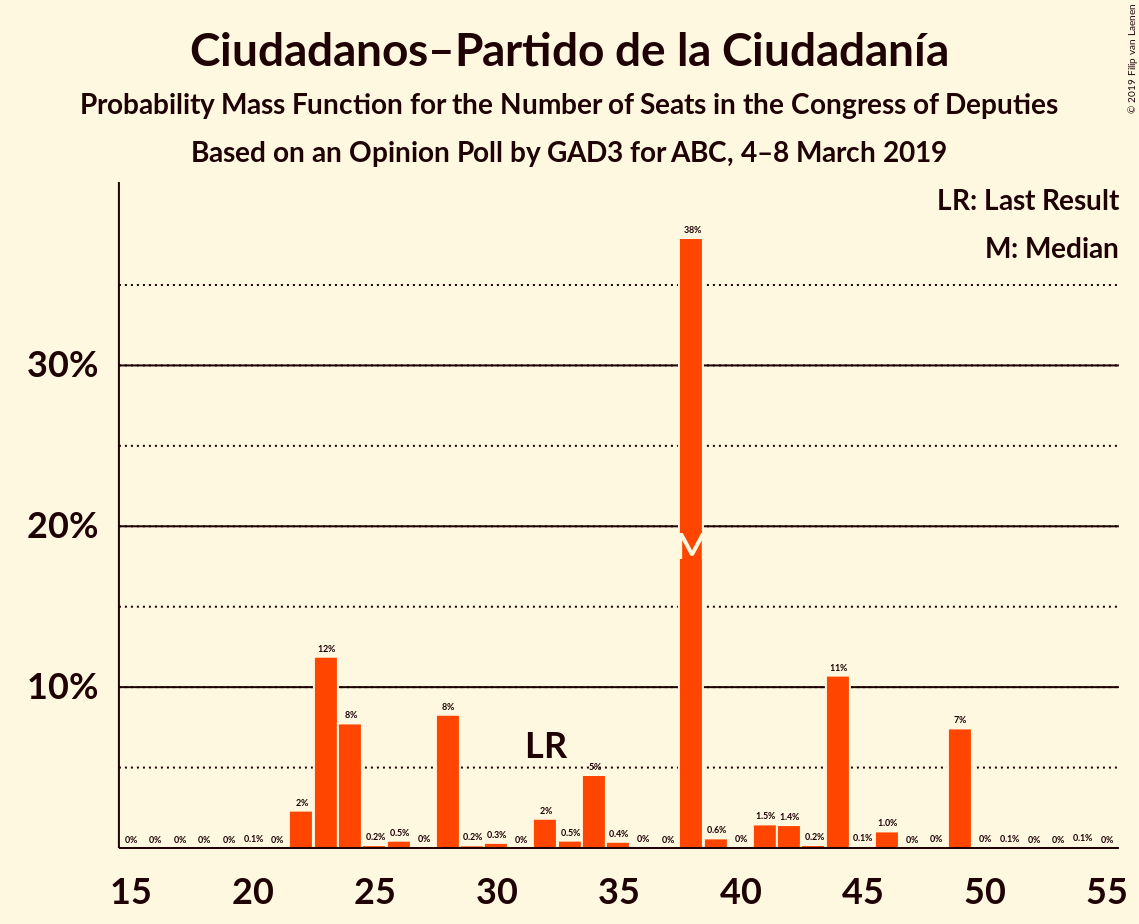 Ciudadanos–Partido de la Ciudadanía
Probability Mass Function for the Number of Seats in the Congress of Deputies
Based on an Opinion Poll by GAD3 for ABC, 4–8 March 2019
© 2019 Filip van Laenen
LR: Last Result
M: Median
30%
20%
10%
0% 0% 0% 0% 0% 0.1% 0% 2% 12% 8% 0.2% 0.5% 0% 8% 0.2% 0.3% 0% 2% 0.5% 5% 0.4% 0% 0% 38% 0.6% 0% 1.5% 1.4% 0.2% 11% 0.1% 1.0% 0% 0% 7% 0% 0.1% 0% 0% 0.1% 0%
LR
M
15 20 25 30 35 40 45 50 55